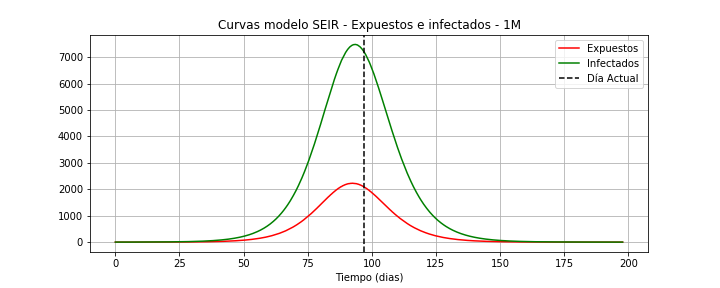 Curvas modelo SEIR - Expuestos e infectados - 1M
Expuestos
Infectados
Día Actual
7000
6000
5000
4000
3000
2000
1000
0
0 25 50 75 100 125 150 175 200
Tiempo (dias)